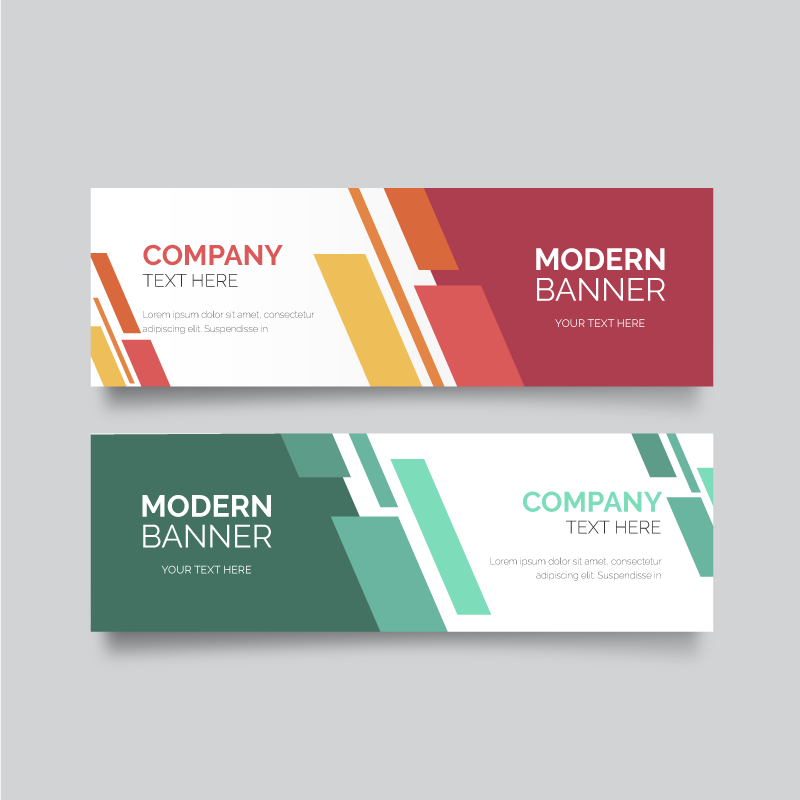 COMPANY
TEXT HERE
Lorem ipsum dolor sit amet, consectetur
adipiscing elit. Suspendisse in
MODERN
BANNER
YOUR TEXT HERE
MODERN
BANNER
YOUR TEXT HERE
COMPANY
TEXT HERE
Lorem ipsum dolor sit amet, consectetur
adipiscing elit. Suspendisse in